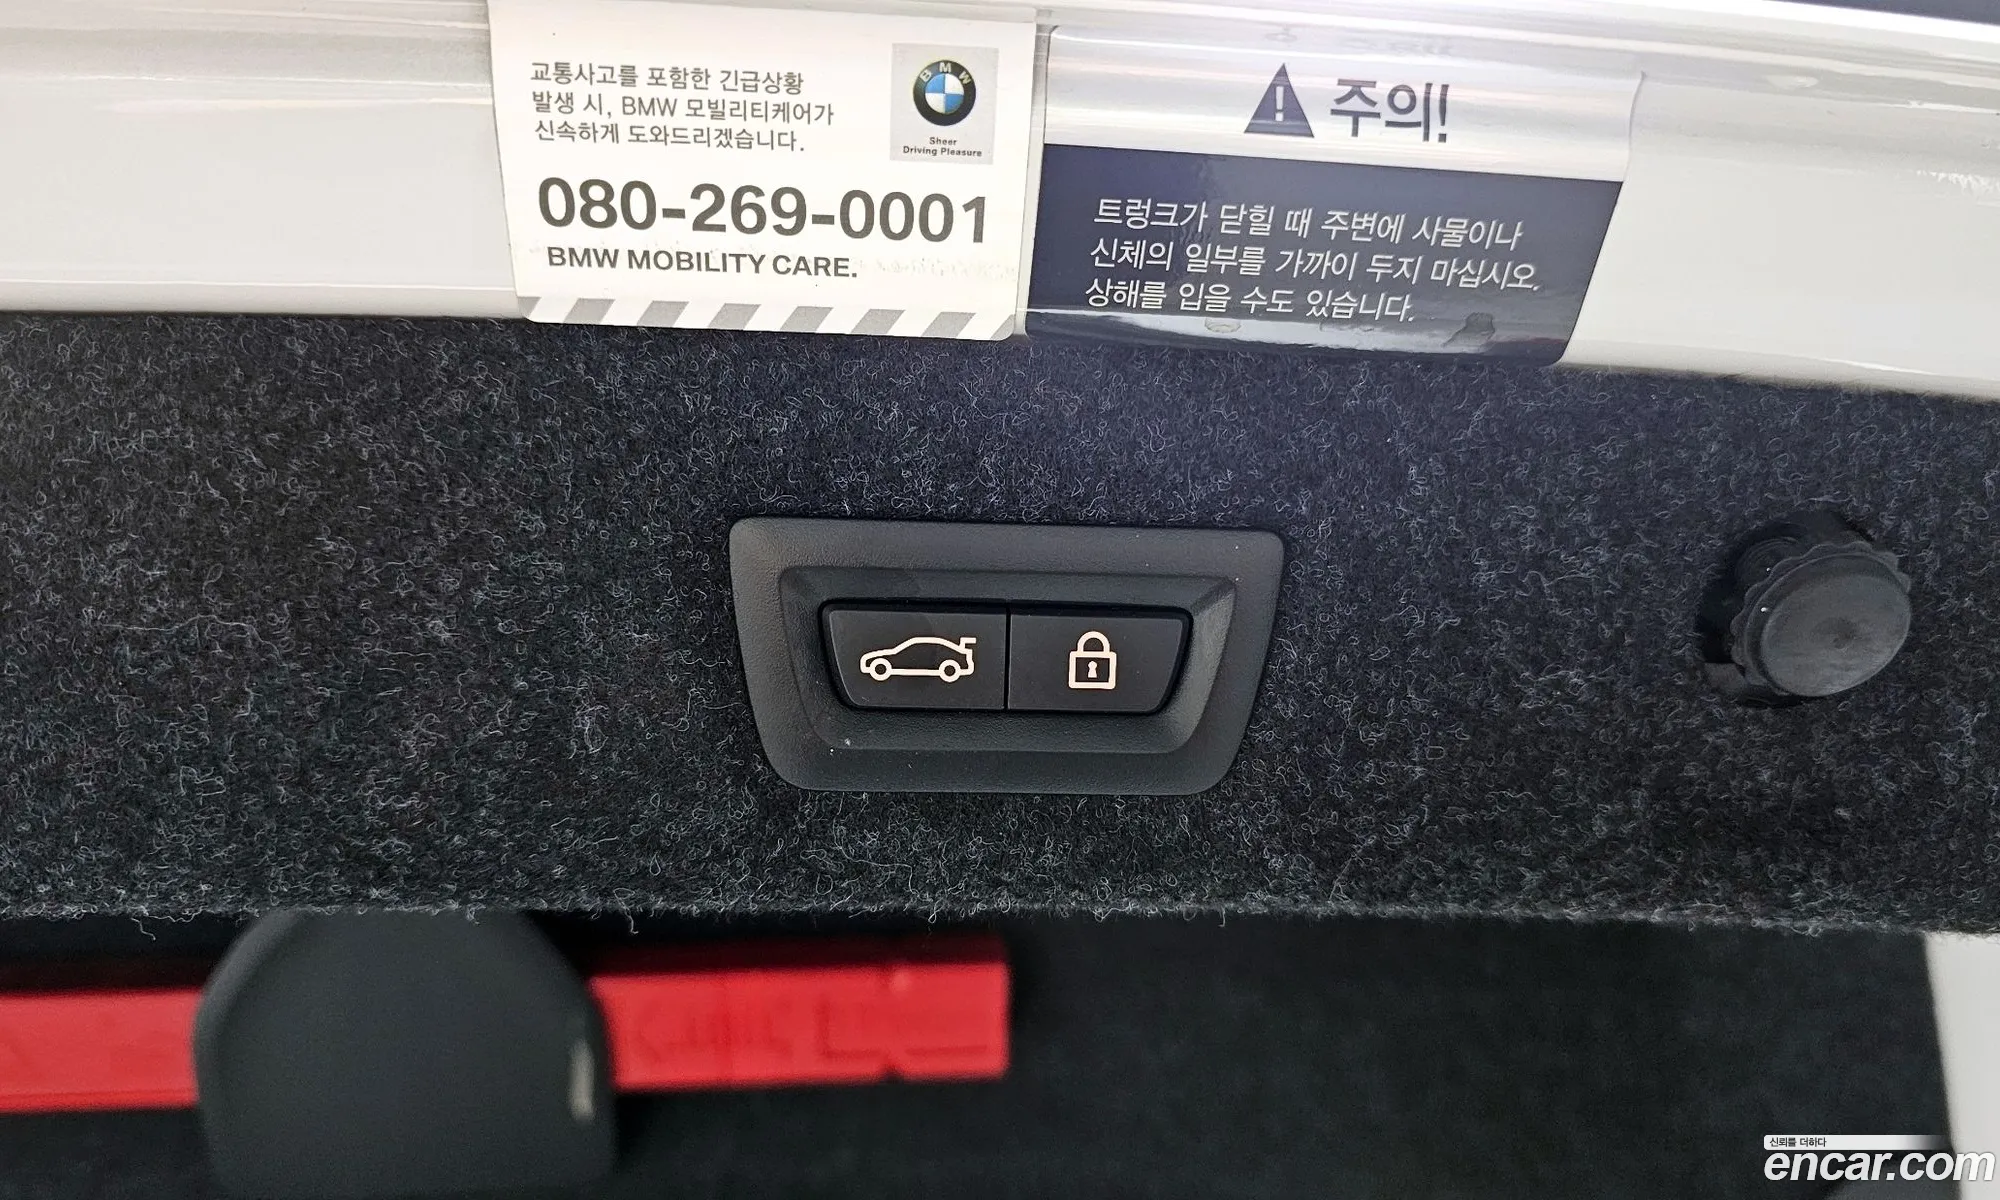 교통사고를 포함한 긴급상황
발생 시, BMW 모빌리티케어가
신속하게 도와드리겠습니다.
BMW
Sheer
Driving Pleasure
080-269-0001
BMW MOBILITY CARE.
주의!
트렁크가 닫힐 때 주변에 사물이나
신체의 일부를 가까이 두지 마십시오.
상해를 입을 수도 있습니다.
신뢰를 더하다
encar.com